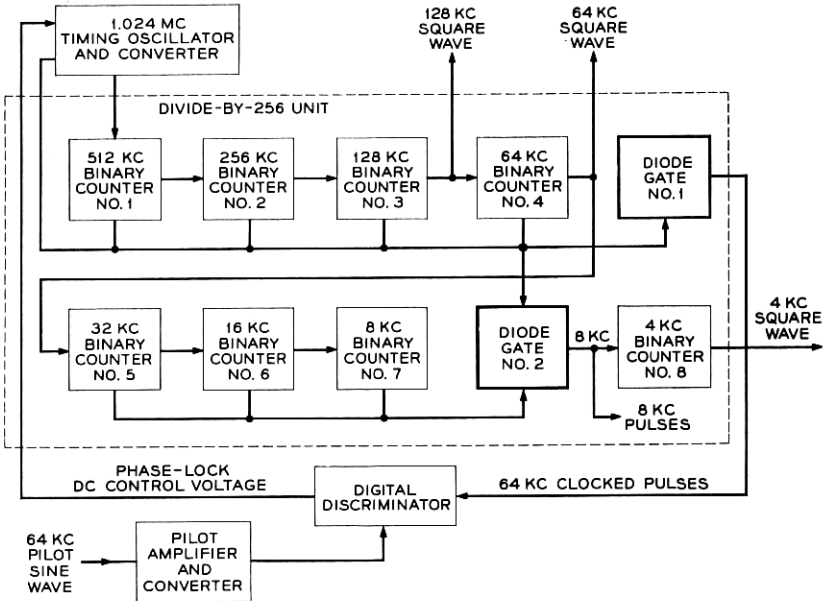 1.024 MC
TIMING OSCILLATOR
AND CONVERTER
128 KC
SQUARE
WAVE
64 KC
SQUARE
WAVE
DIVIDE-BY-256 UNIT
512 KC
BINARY
COUNTER
NO. 1
256 KC
BINARY
COUNTER
NO. 2
128 KC
BINARY
COUNTER
NO. 3
64 KC
BINARY
COUNTER
NO. 4
DIODE
GATE
NO. 1
32 KC
BINARY
COUNTER
NO. 5
16 KC
BINARY
COUNTER
NO. 6
8 KC
BINARY
COUNTER
NO. 7
DIODE
GATE
NO. 2
8 KC
4 KC
BINARY
COUNTER
NO. 8
4 KC
SQUARE
WAVE
8 KC
PULSES
PHASE-LOCK
DC CONTROL VOLTAGE
DIGITAL
DISCRIMINATOR
64 KC CLOCKED PULSES
64 KC
PILOT
SINE
WAVE
PILOT
AMPLIFIER
AND
CONVERTER